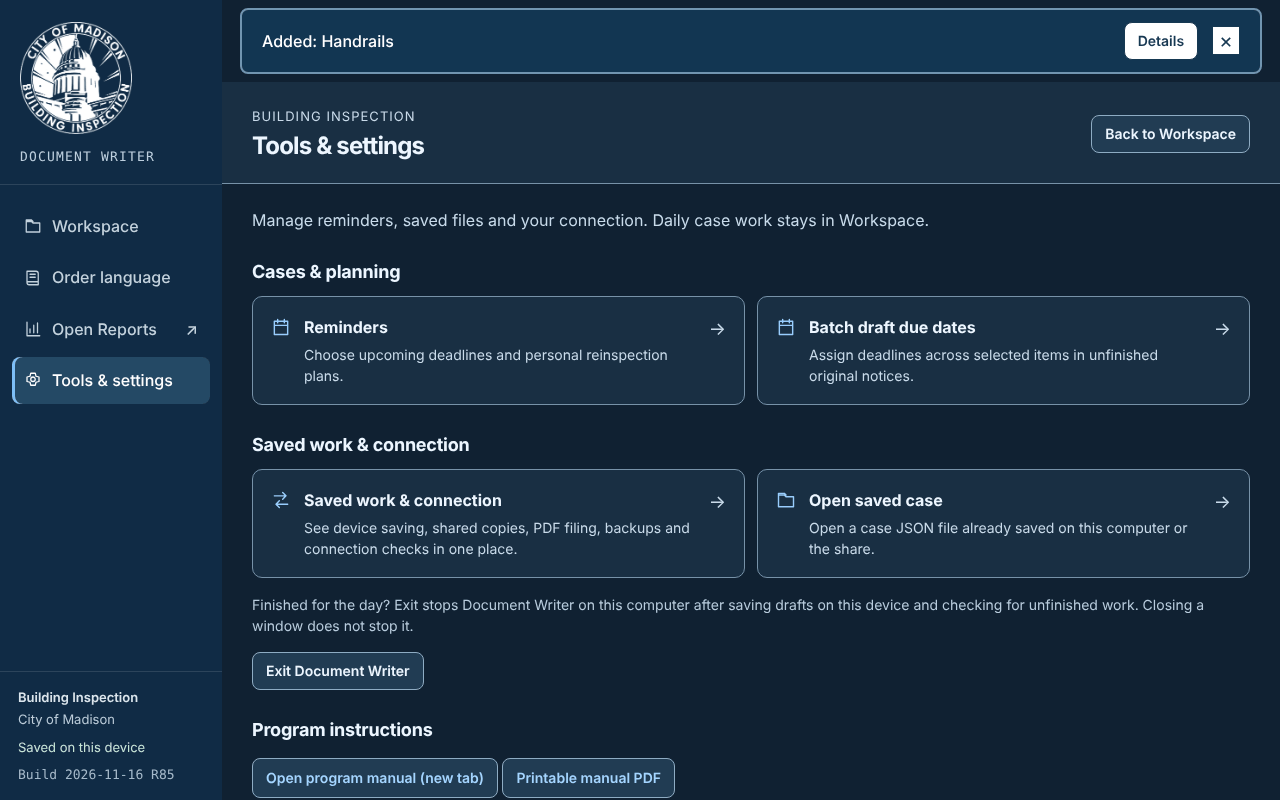 CITY OF MADISON
BUILDING INSPECTION
DOCUMENT WRITER
Workspace
Order language
Open Reports
Tools & settings
Building Inspection
City of Madison
Saved on this device
Build 2026-11-16 R85
Added: Handrails
Details
BUILDING INSPECTION
Tools & settings
Back to Workspace
Manage reminders, saved files and your connection. Daily case work stays in Workspace.
Cases & planning
Reminders
Choose upcoming deadlines and personal reinspection
plans.
Batch draft due dates
Assign deadlines across selected items in unfinished
original notices.
Saved work & connection
Saved work & connection
See device saving, shared copies, PDF filing, backups and
connection checks in one place.
Open saved case
Open a case JSON file already saved on this computer or
the share.
Finished for the day? Exit stops Document Writer on this computer after saving drafts on this device and checking for unfinished work. Closing a
window does not stop it.
Exit Document Writer
Program instructions
Open program manual (new tab)
Printable manual PDF